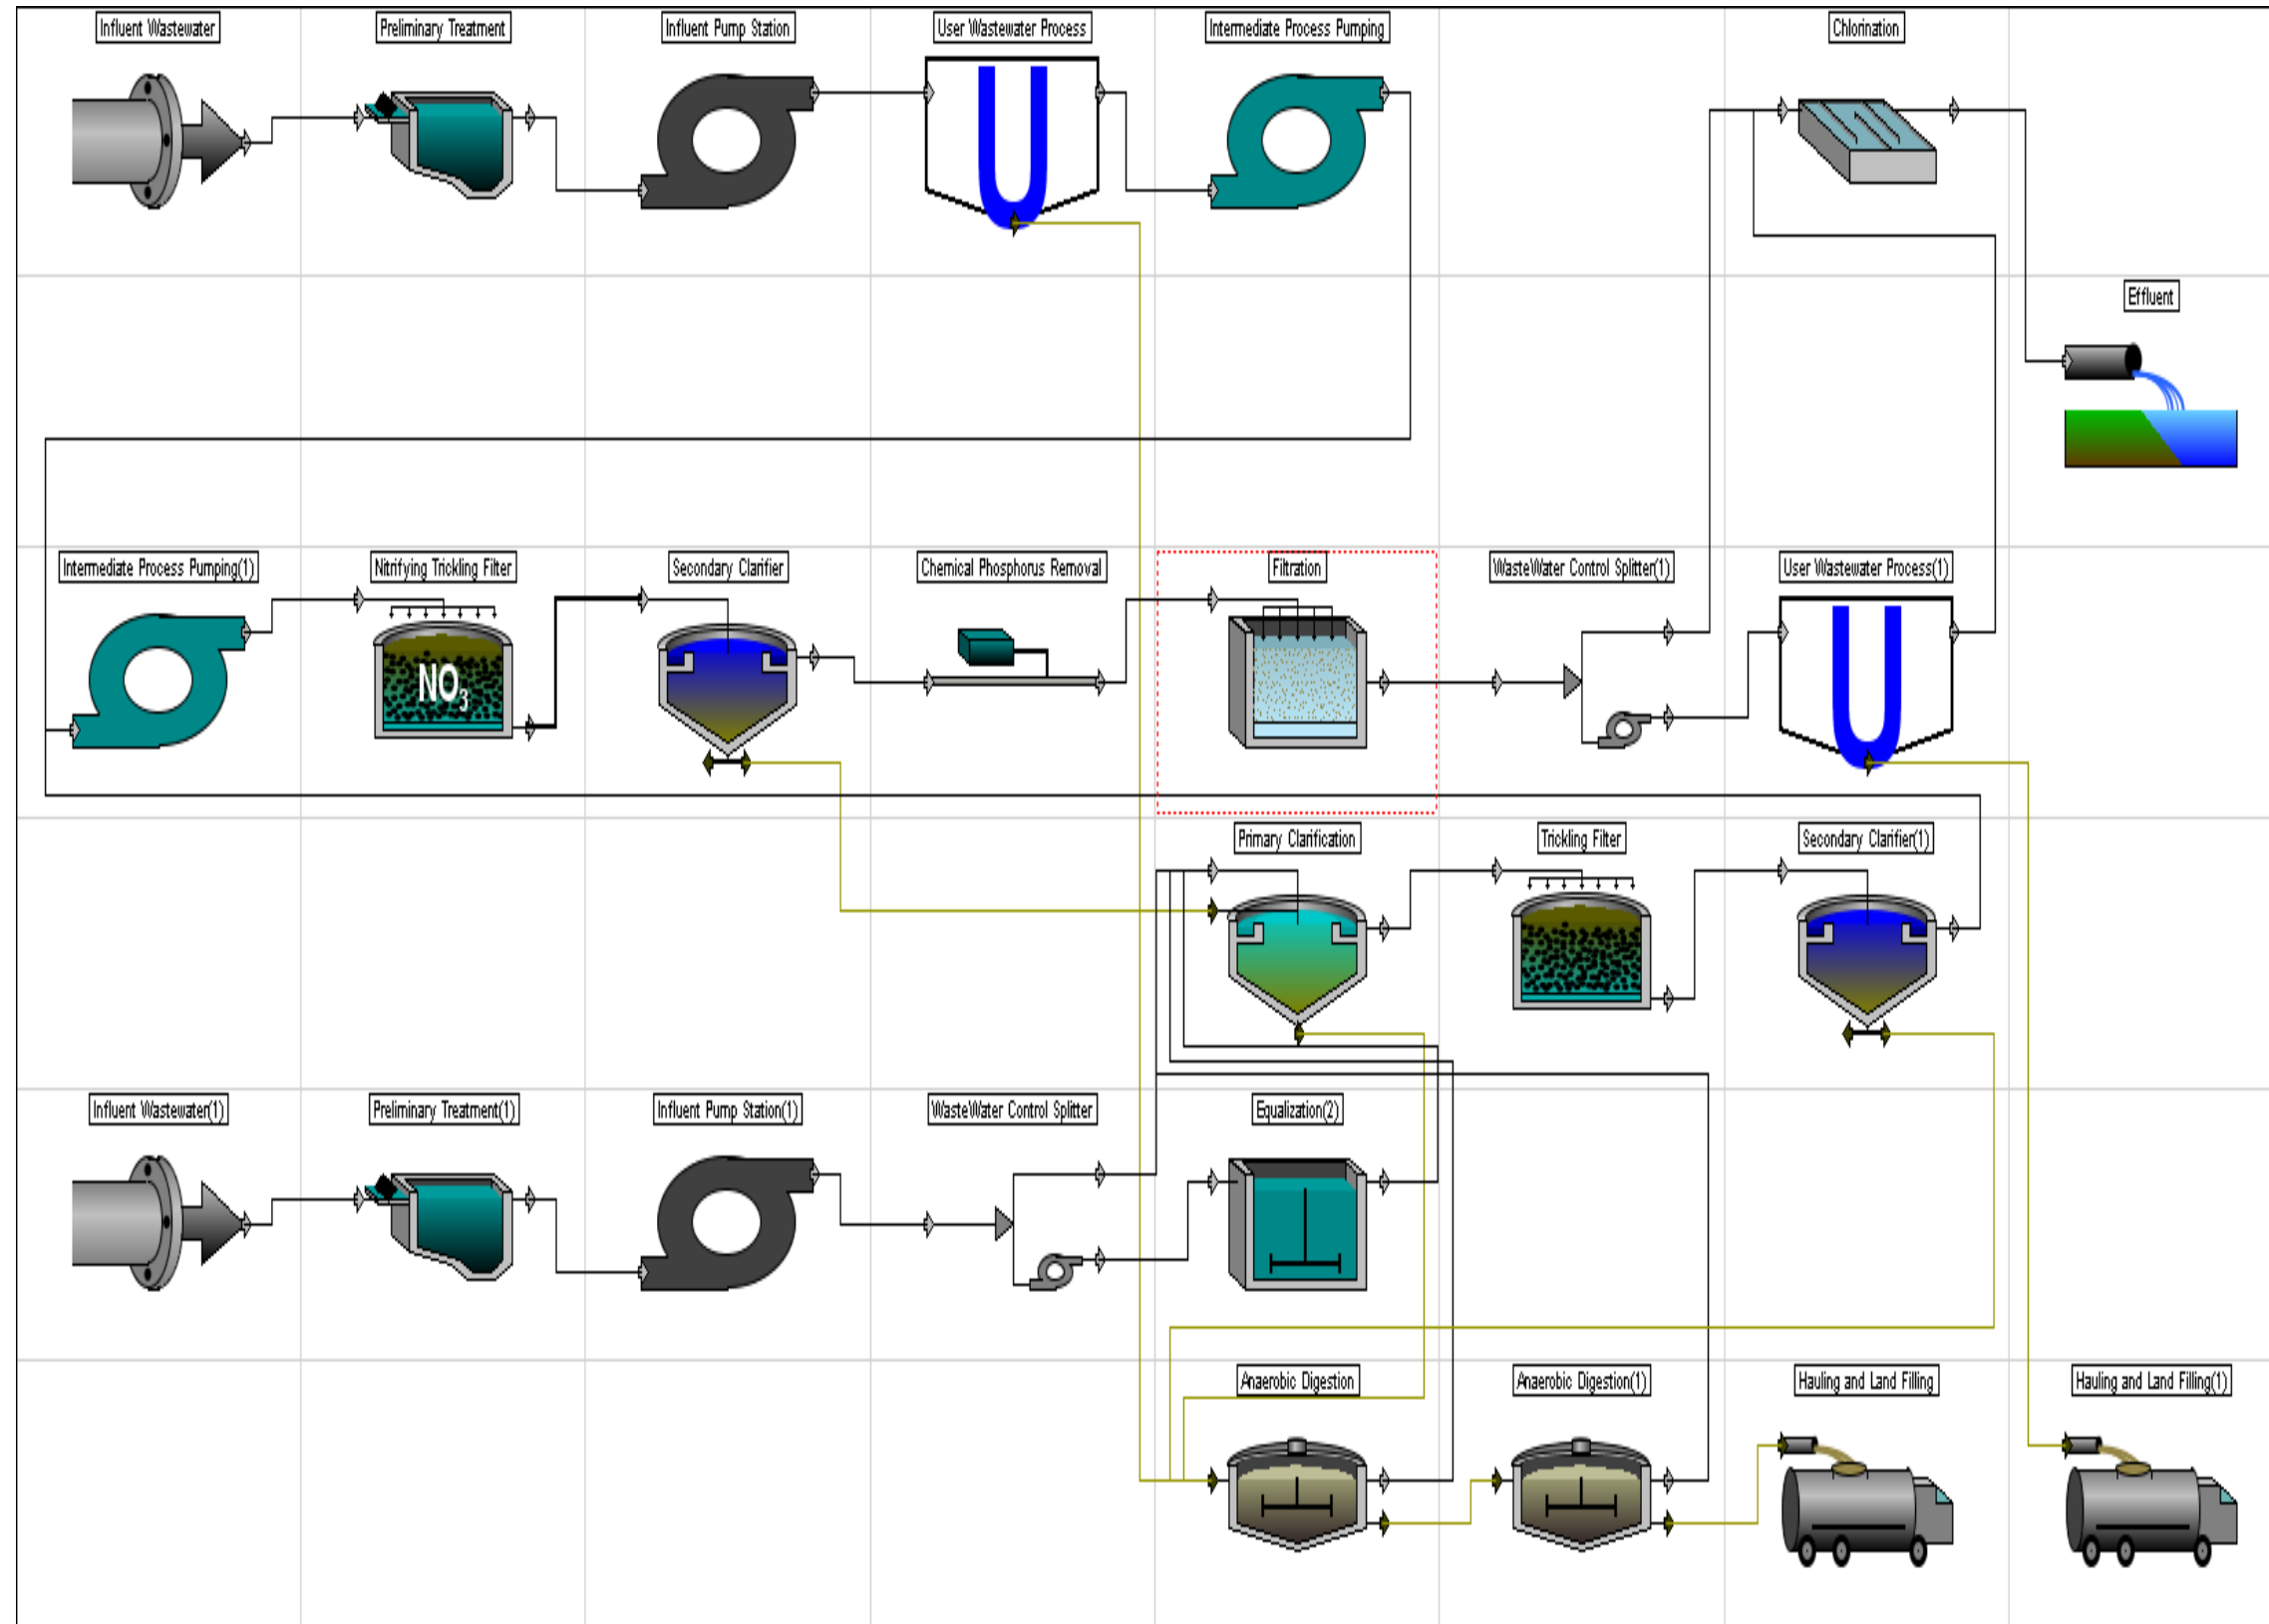 Influent Wastewater
Preliminary Treatment
Influent Pump Station
User Wastewater Process
Intermediate Process Pumping
Chlorination
Effluent
Intermediate Process Pumping(1)
Nitrifying Trickling Filter
Secondary Clarifier
Chemical Phosphorus Removal
Filtration
WasteWater Control Splitter(1)
User Wastewater Process(1)
NO3
Primary Clarification
Trickling Filter
Secondary Clarifier(1)
Influent Wastewater(1)
Preliminary Treatment(1)
Influent Pump Station(1)
WasteWater Control Splitter
Equalization(2)
Anaerobic Digestion
Anaerobic Digestion(1)
Hauling and Land Filling
Hauling and Land Filling(1)